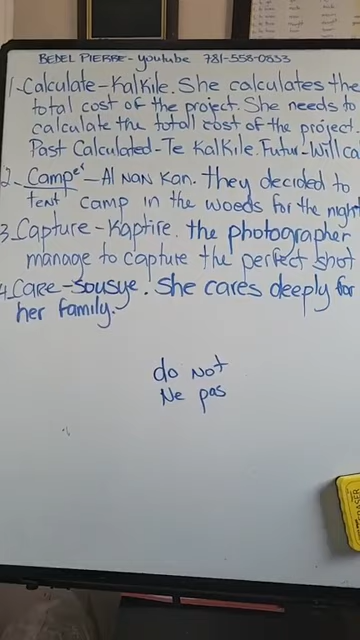 BEDEL PIERRE - youtube 781-558-0833
1. Calculate - Kalkile. She calculates the
total cost of the project. She needs to
calculate the total cost of the project.
Past Calculated - Te Kalkile. Futur - Will ca
2. Camper - Al NAN KAN. They decided to
tent camp in the woods for the night
3. Capture - Kaptire. the photographer
manage to capture the perfect shot
4. Care - Sousye. She cares deeply for
her family.
do Not
Ne pas